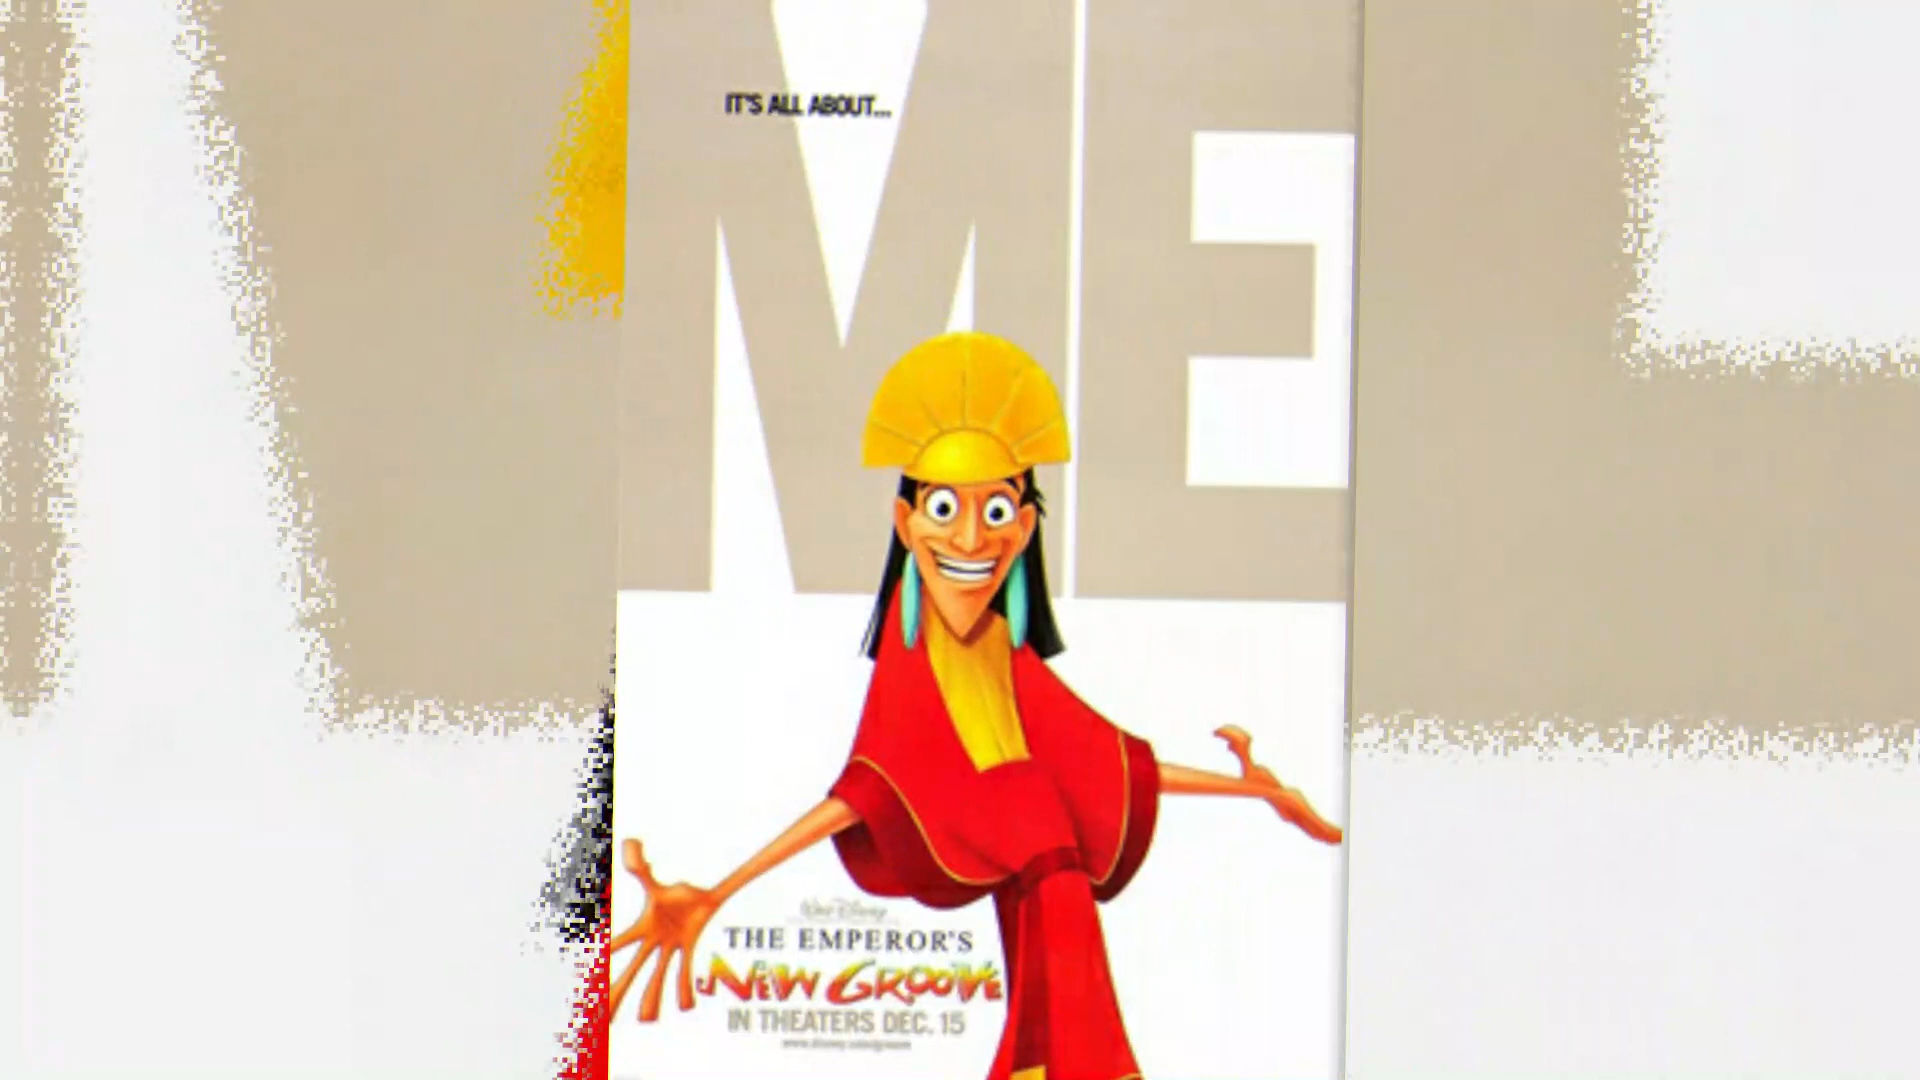 IT'S ALL ABOUT...
ME
Walt Disney
THE EMPEROR'S
NEW GROOVE
IN THEATERS DEC. 15